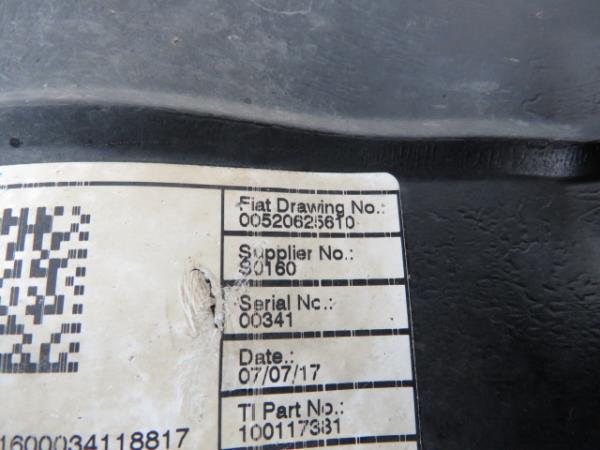 Fiat Drawing No.:
00520625610
Supplier No.:
S0160
Serial No.:
00341
Date.:
07/07/17
TI Part No.:
100117381
1600034118817